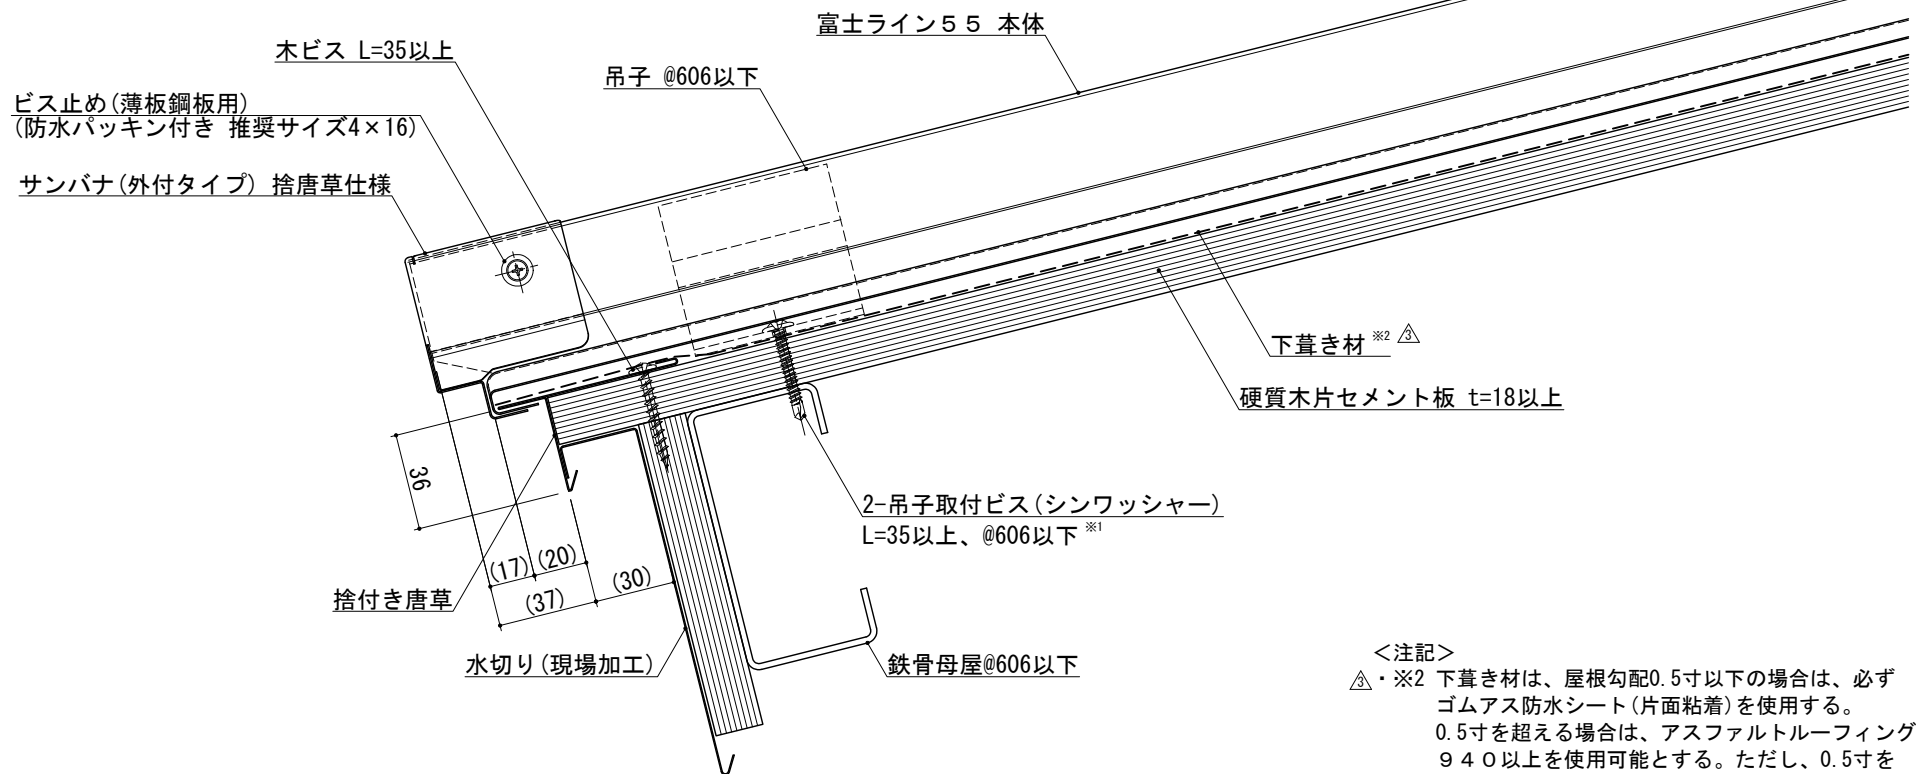 富士ライン５５ 本体
木ビス L=35以上
吊子 @606以下
ビス止め(薄板鋼板用)
(防水パッキン付き 推奨サイズ4×16)
サンバナ(外付タイプ) 捨唐草仕様
下葺き材 ※2 3
硬質木片セメント板 t=18以上
36
2-吊子取付ビス(シンワッシャー)
L=35以上、@606以下 ※1
(17)
(20)
(37)
(30)
捨付き唐草
水切り(現場加工)
鉄骨母屋@606以下
＜注記＞
3・※2 下葺き材は、屋根勾配0.5寸以下の場合は、必ず
ゴムアス防水シート(片面粘着)を使用する。
0.5寸を超える場合は、アスファルトルーフィング
９４０以上を使用可能とする。ただし、0.5寸を